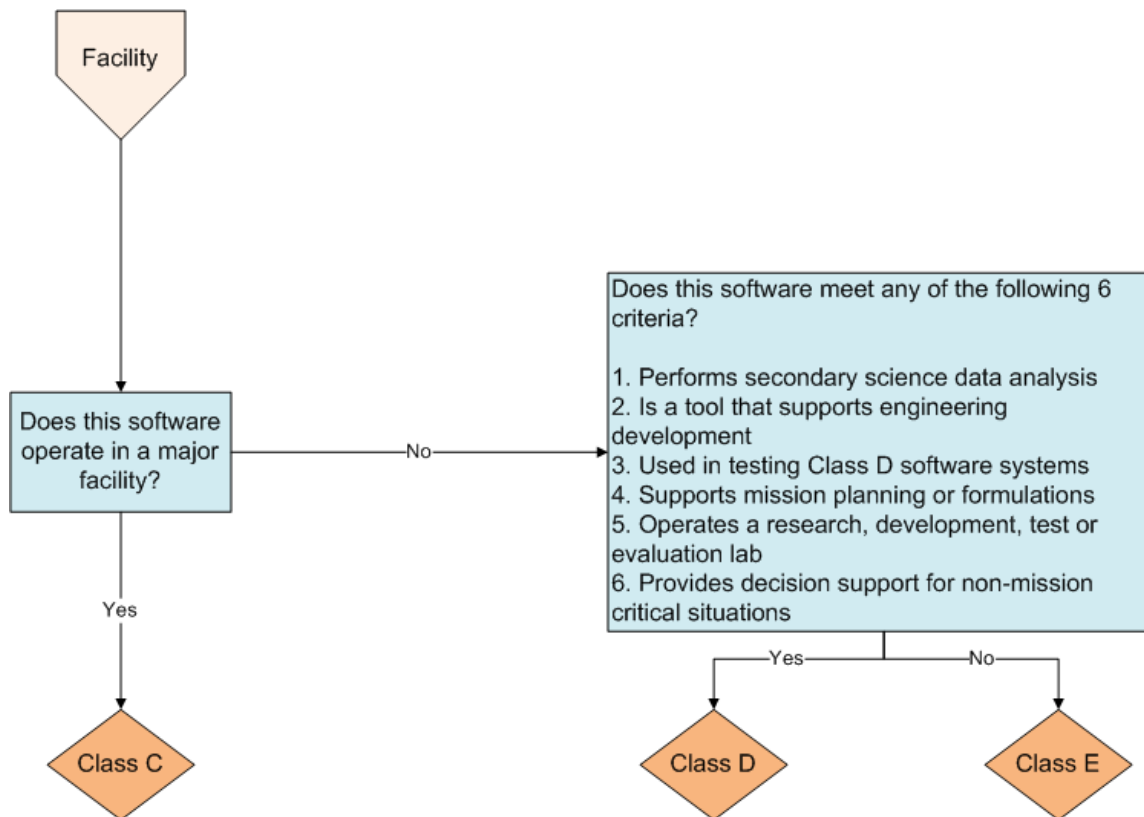 Facility
Does this software
operate in a major
facility?
No
Does this software meet any of the following 6
criteria?
1. Performs secondary science data analysis
2. Is a tool that supports engineering
development
3. Used in testing Class D software systems
4. Supports mission planning or formulations
5. Operates a research, development, test or
evaluation lab
6. Provides decision support for non-mission
critical situations
Yes
Yes
No
Class C
Class D
Class E